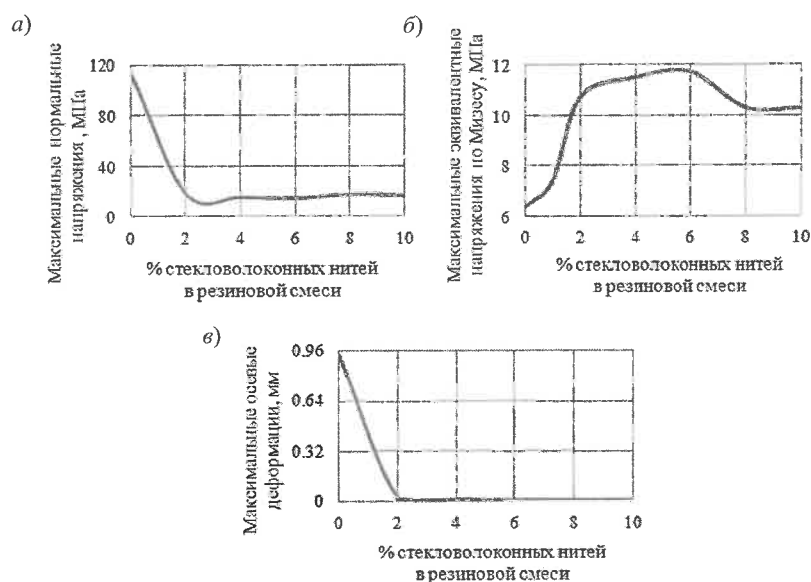 а)
Максимальные нормальные
напряжения , МПа
120
80
40
0
0 2 4 6 8 10
% стекловолоконных нитей
в резиновой смеси
б)
Максимальные эквивалентные
напряжения по Мизесу, МПа
12
10
8
6
0 2 4 6 8 10
% стекловолоконных нитей
в резиновой смеси
в)
Максимальные осевые
деформации, мм
0.96
0.64
0.32
0
0 2 4 6 8 10
% стекловолоконных нитей
в резиновой смеси